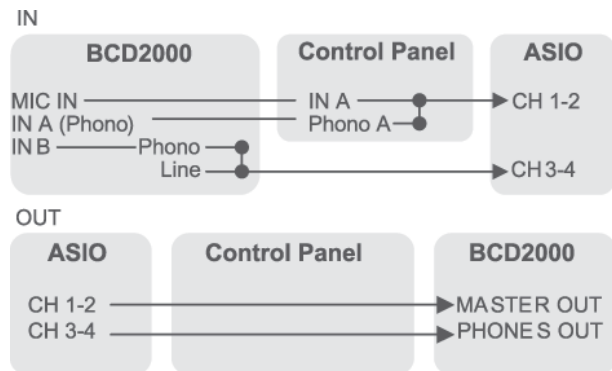 IN
BCD2000 Control Panel ASIO
MIC IN IN A CH 1-2
IN A (Phono) Phono A
IN B Phono
Line CH 3-4
OUT
ASIO Control Panel BCD2000
CH 1-2 MASTER OUT
CH 3-4 PHONES OUT